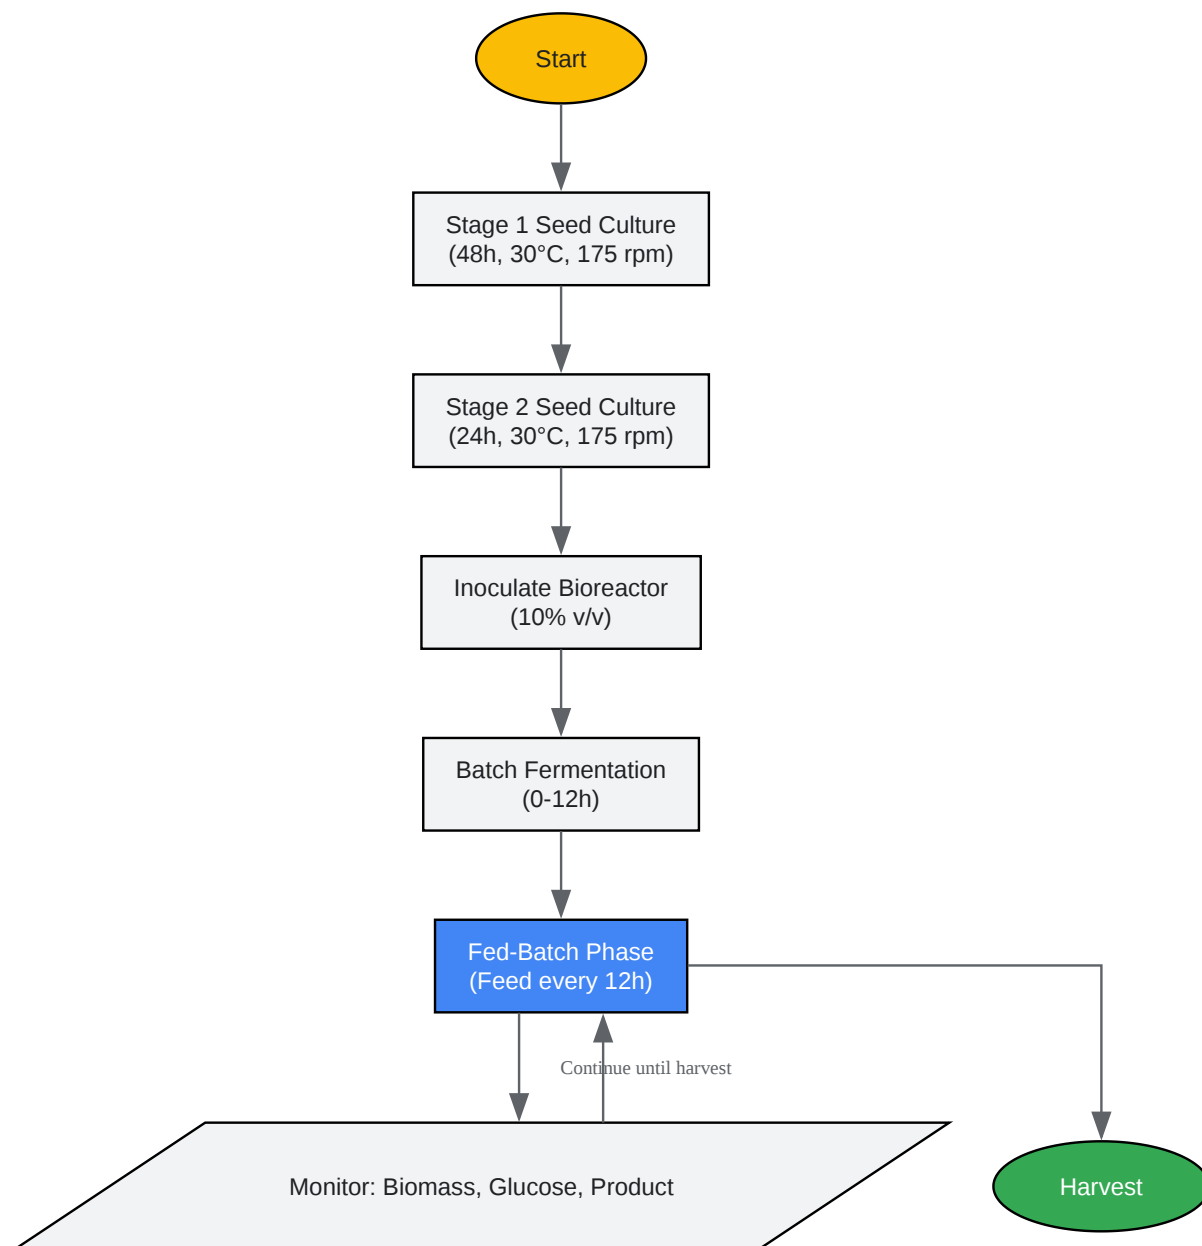 Start
Stage 1 Seed Culture
(48h, 30°C, 175 rpm)
Stage 2 Seed Culture
(24h, 30°C, 175 rpm)
Inoculate Bioreactor
(10% v/v)
Batch Fermentation
(0-12h)
Fed-Batch Phase
(Feed every 12h)
Continue until harvest
Monitor: Biomass, Glucose, Product
Harvest